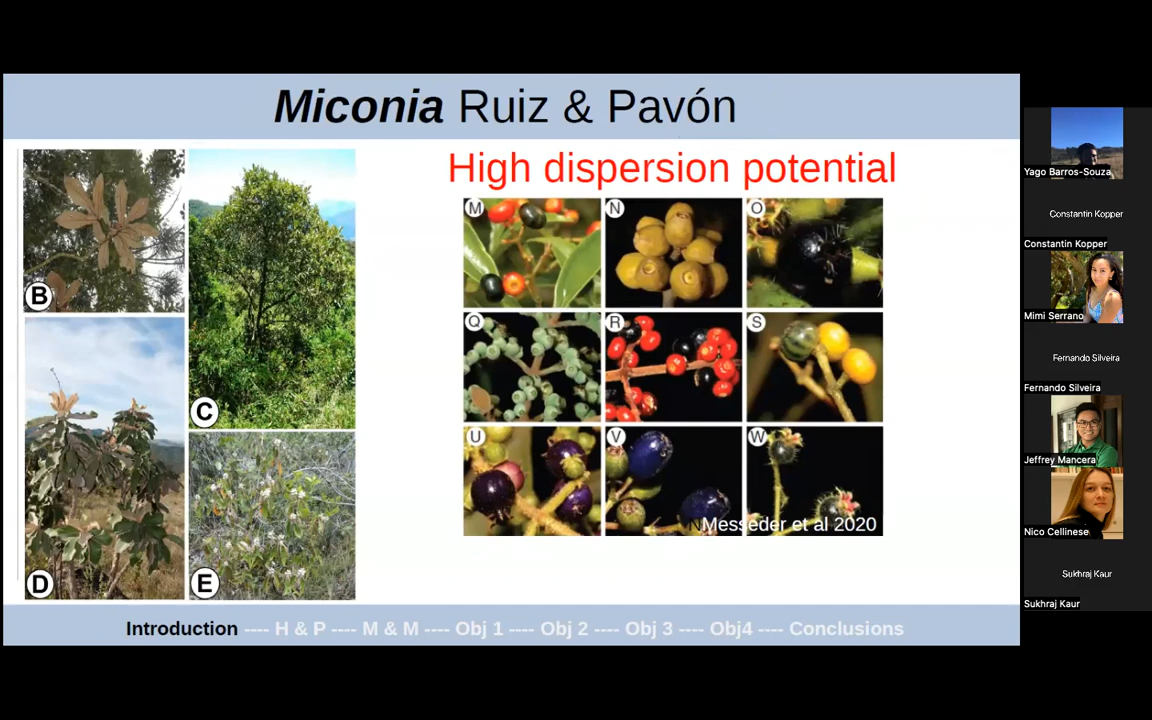 Miconia Ruiz & Pavón
High dispersion potential
B
C
D
E
M
N
O
Q
R
S
U
V
W
Messeder et al 2020
Introduction ---- H & P ---- M & M ---- Obj 1 ---- Obj 2 ---- Obj 3 ---- Obj4 ---- Conclusions
Yago Barros-Souza
Constantin Kopper
Constantin Kopper
Mimi Serrano
Fernando Silveira
Fernando Silveira
Jeffrey Mancera
Nico Cellinese
Sukhraj Kaur
Sukhraj Kaur